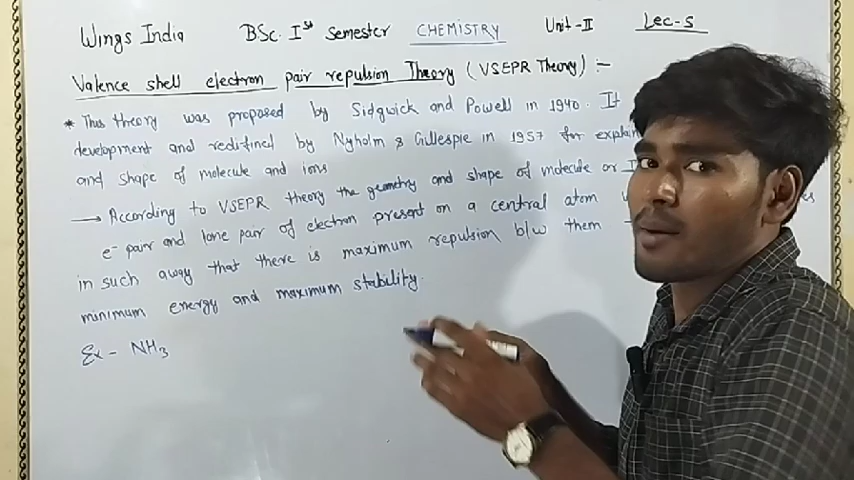 Wings India BSc. Ist Semester CHEMISTRY Unit-II Lec-5
Valence shell electron pair repulsion Theory (VSEPR Theory) :-
* This theory was proposed by Sidgwick and Powell in 1940. It
development and redifined by Nyholm & Gillespie in 1957 for explain
and shape of molecule and ions
→ According to VSEPR theory the geometry and shape of molecule or
e- pair and lone pair of electron present on a central atom
in such away that there is maximum repulsion b/w them
minimum energy and maximum stability.
Ex - NH3